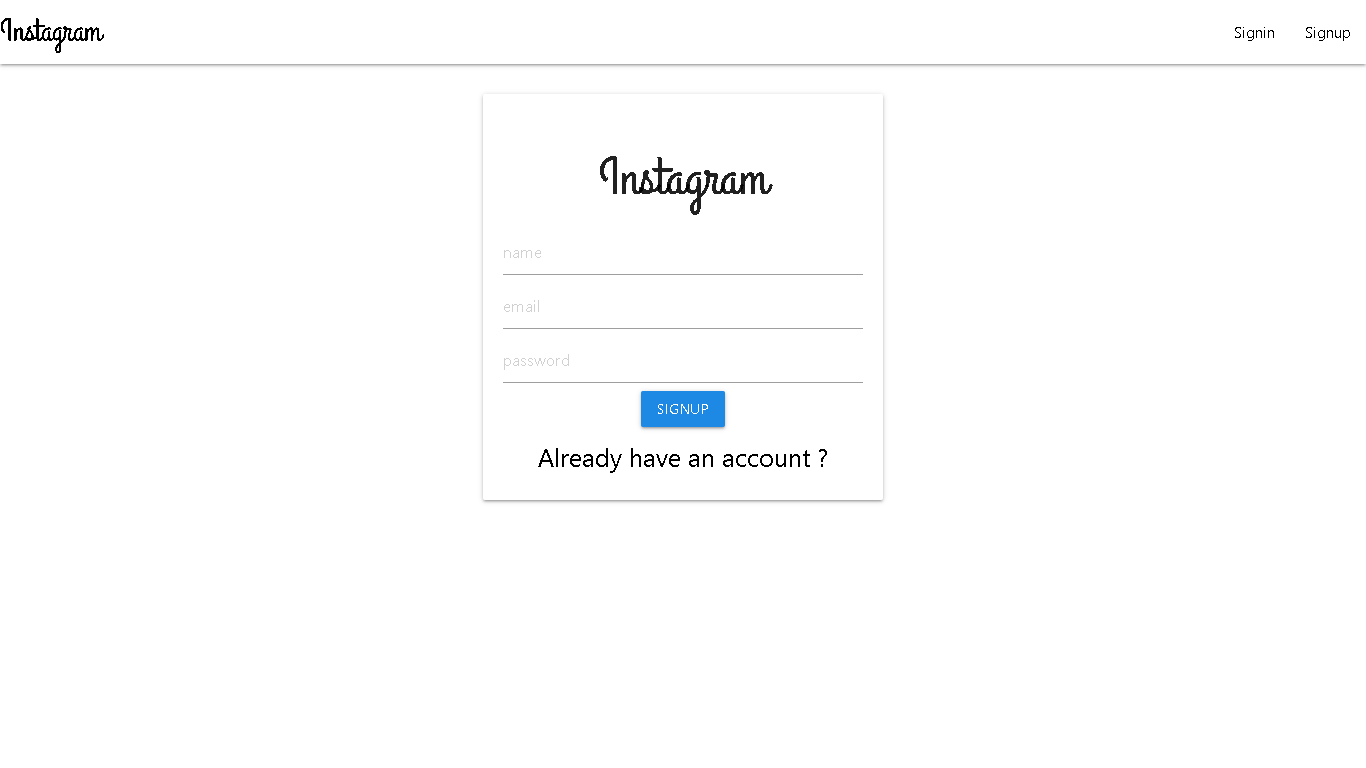 Instagram
Signin Signup
Instagram
name
email
password
SIGNUP
Already have an account ?